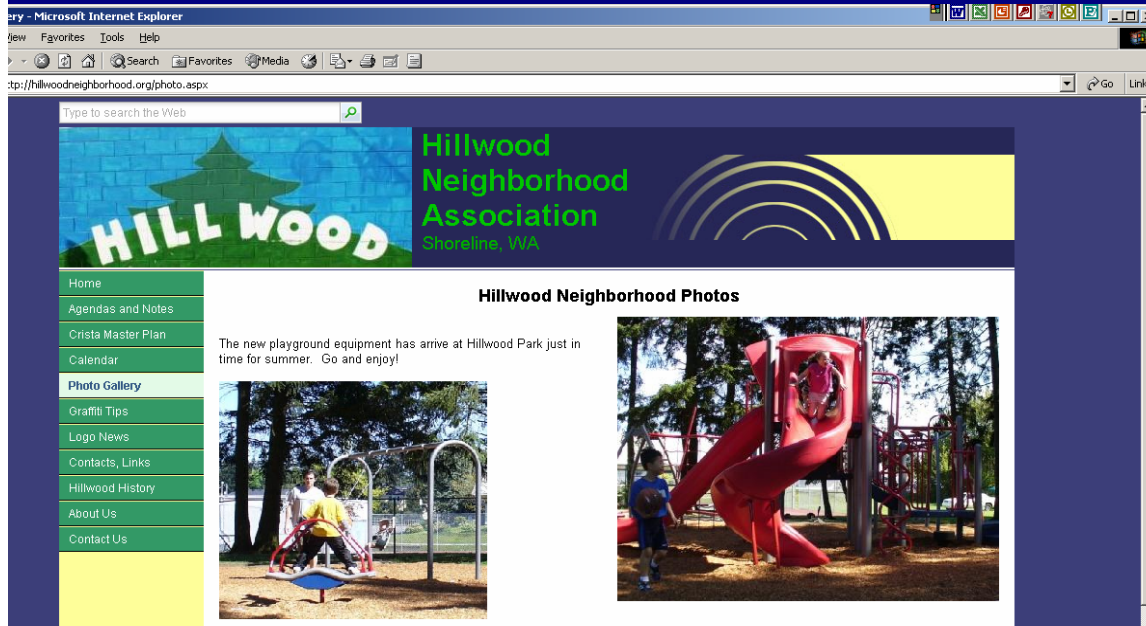 ery - Microsoft Internet Explorer
View Favorites Tools Help
Search Favorites Media
ttp://hillwoodneighborhood.org/photo.aspx
Go Link
Type to search the Web
HILLWOOD
Hillwood
Neighborhood
Association
Shoreline, WA
Home
Agendas and Notes
Crista Master Plan
Calendar
Photo Gallery
Graffiti Tips
Logo News
Contacts, Links
Hillwood History
About Us
Contact Us
Hillwood Neighborhood Photos
The new playground equipment has arrive at Hillwood Park just in
time for summer. Go and enjoy!